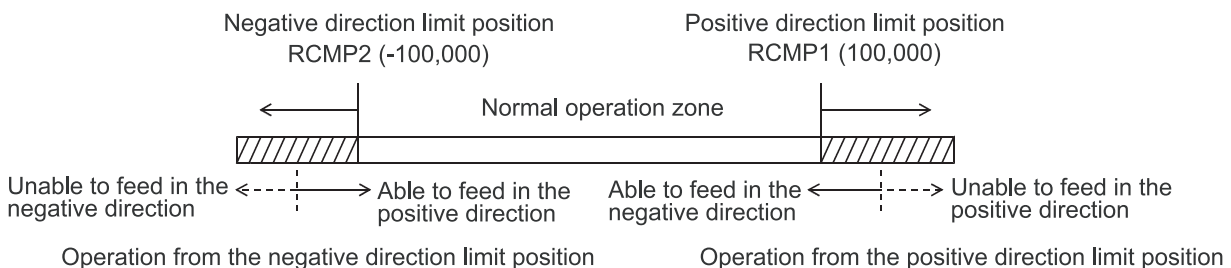 Negative direction limit position
RCMP2 (-100,000)
Positive direction limit position
RCMP1 (100,000)
Normal operation zone
Unable to feed in the
negative direction
Able to feed in the
positive direction
Able to feed in the
negative direction
Unable to feed in the
positive direction
Operation from the negative direction limit position
Operation from the positive direction limit position